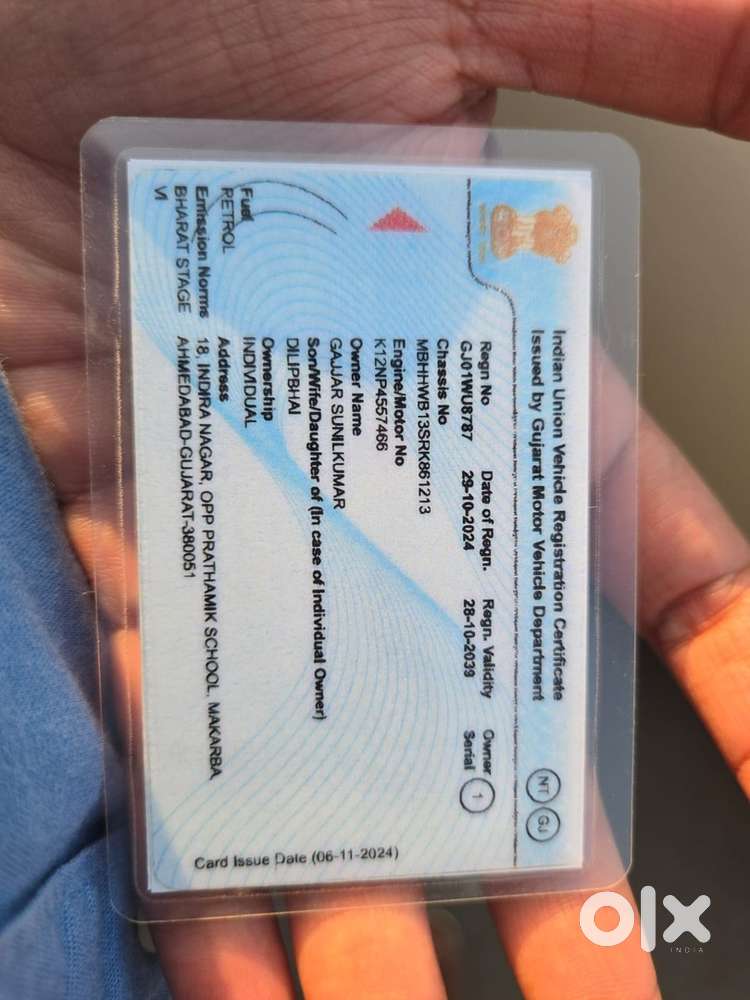 Indian Union Vehicle Registration Certificate
Issued by Gujarat Motor Vehicle Department
NT GJ
Regn No Date of Regn. Regn. Validity Owner Serial
GJ01WU8787 29-10-2024 28-10-2039 1
Chassis No
MBHHWB13SRK861213
Engine/Motor No
K12NP4557466
Owner Name
GAJJAR SUNILKUMAR
Son/Wife/Daughter of (In case of Individual Owner)
DILIPBHAI
Fuel Ownership
PETROL INDIVIDUAL
Emission Norms Address
BHARAT STAGE 18, INDIRA NAGAR, OPP PRATHAMIK SCHOOL, MAKARBA
VI AHMEDABAD-GUJARAT-380051
Card Issue Date (06-11-2024)
olx
INDIA